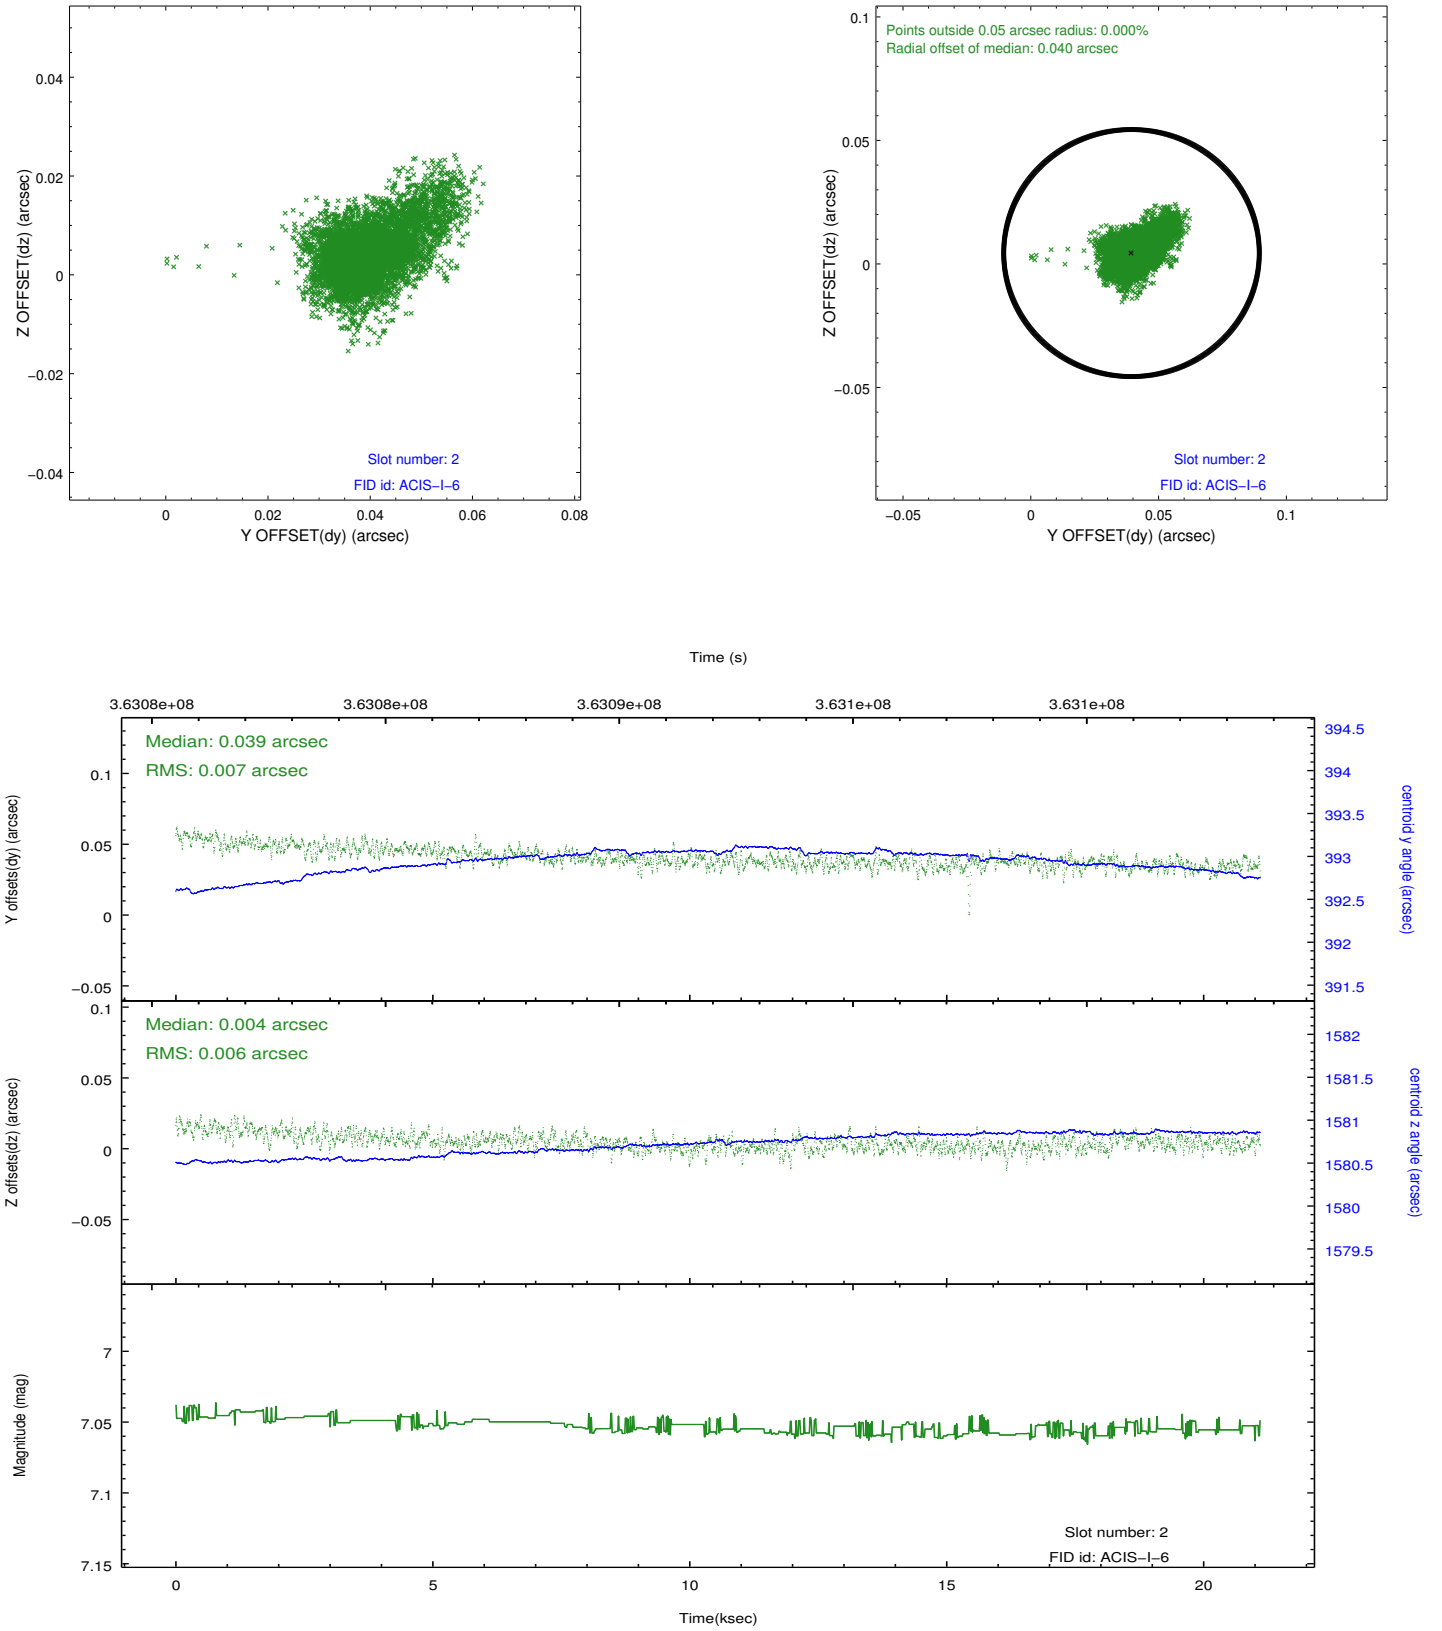 0.04
0.02
0
−0.02
−0.04
Z OFFSET(dz) (arcsec)
Slot number: 2
FID id: ACIS−I−6
0 0.02 0.04 0.06 0.08
Y OFFSET(dy) (arcsec)
Points outside 0.05 arcsec radius: 0.000%
Radial offset of median: 0.040 arcsec
0.1
0.05
0
−0.05
Z OFFSET(dz) (arcsec)
Slot number: 2
FID id: ACIS−I−6
−0.05 0 0.05 0.1
Y OFFSET(dy) (arcsec)
Time (s)
3.6308e+08 3.6308e+08 3.6309e+08 3.631e+08 3.631e+08
Median: 0.039 arcsec
RMS: 0.007 arcsec
0.1
0.05
0
−0.05
Y offsets(dy) (arcsec)
394.5
394
393.5
393
392.5
392
391.5
centroid y angle (arcsec)
Median: 0.004 arcsec
RMS: 0.006 arcsec
0.1
0.05
0
−0.05
Z offsets(dz) (arcsec)
1582
1581.5
1581
1580.5
1580
1579.5
centroid z angle (arcsec)
7
7.05
7.1
7.15
Magnitude (mag)
Slot number: 2
FID id: ACIS−I−6
0 5 10 15 20
Time(ksec)